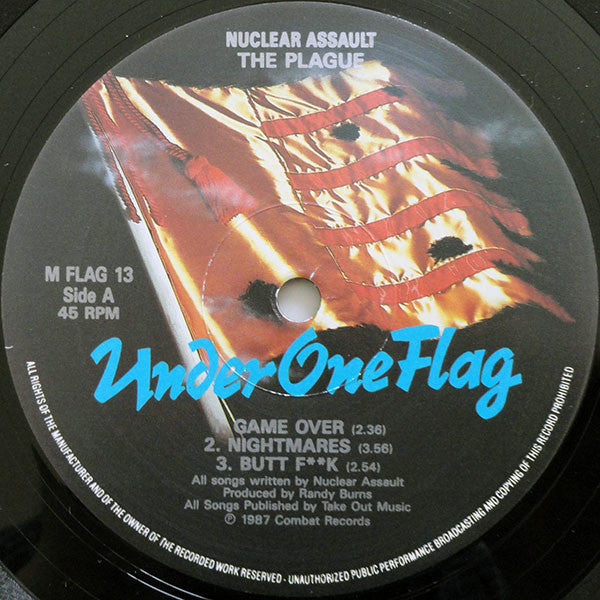 NUCLEAR ASSAULT
THE PLAGUE
M FLAG 13
Side A
45 RPM
Under One Flag
GAME OVER (2.36)
2. NIGHTMARES (3.56)
3. BUTT F**K (2.54)
All songs written by Nuclear Assault
Produced by Randy Burns
All Songs Published by Take Out Music
℗ 1987 Combat Records
ALL RIGHTS OF THE MANUFACTURER AND OF THE OWNER OF THE RECORDED WORK RESERVED - UNAUTHORIZED PUBLIC PERFORMANCE BROADCASTING AND COPYING OF THIS RECORD PROHIBITED